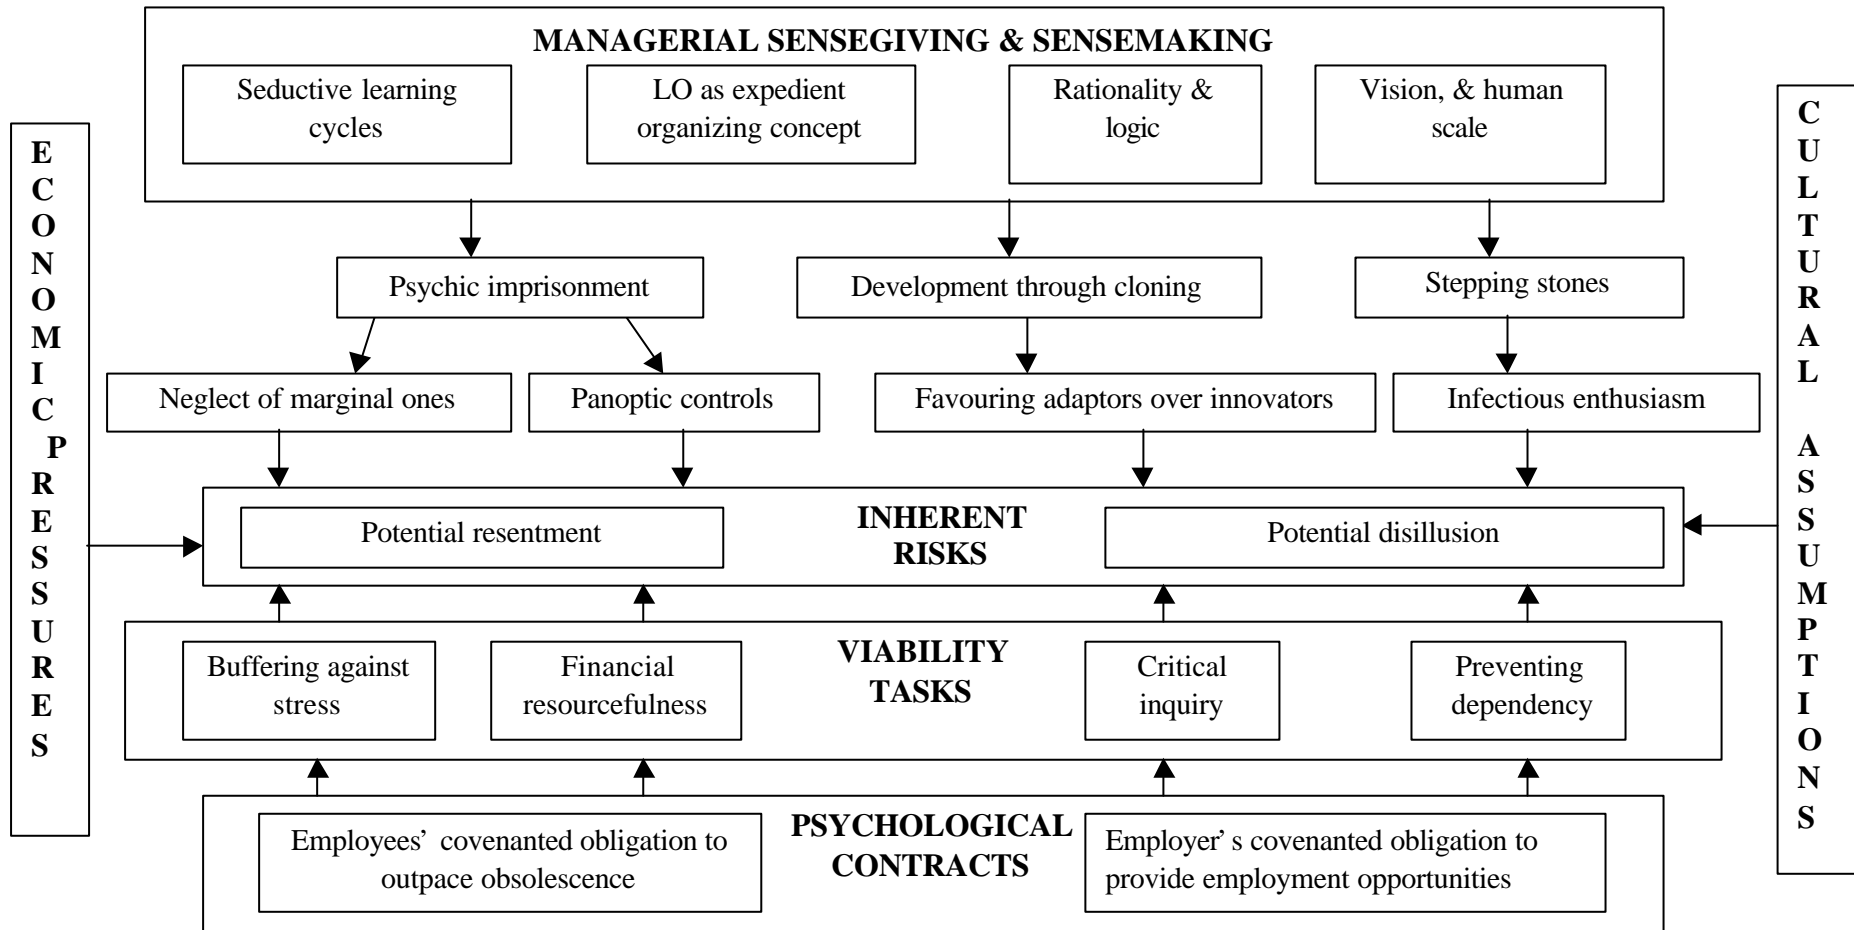 MANAGERIAL SENSEGIVING & SENSEMAKING
Seductive learning
cycles
LO as expedient
organizing concept
Rationality &
logic
Vision, & human
scale
ECONOMIC PRESSURES
CULTURAL ASSUMPTIONS
Psychic imprisonment
Development through cloning
Stepping stones
Neglect of marginal ones
Panoptic controls
Favouring adaptors over innovators
Infectious enthusiasm
Potential resentment
INHERENT
RISKS
Potential disillusion
Buffering against
stress
Financial
resourcefulness
VIABILITY
TASKS
Critical
inquiry
Preventing
dependency
Employees’ covenanted obligation to
outpace obsolescence
PSYCHOLOGICAL
CONTRACTS
Employer’s covenanted obligation to
provide employment opportunities